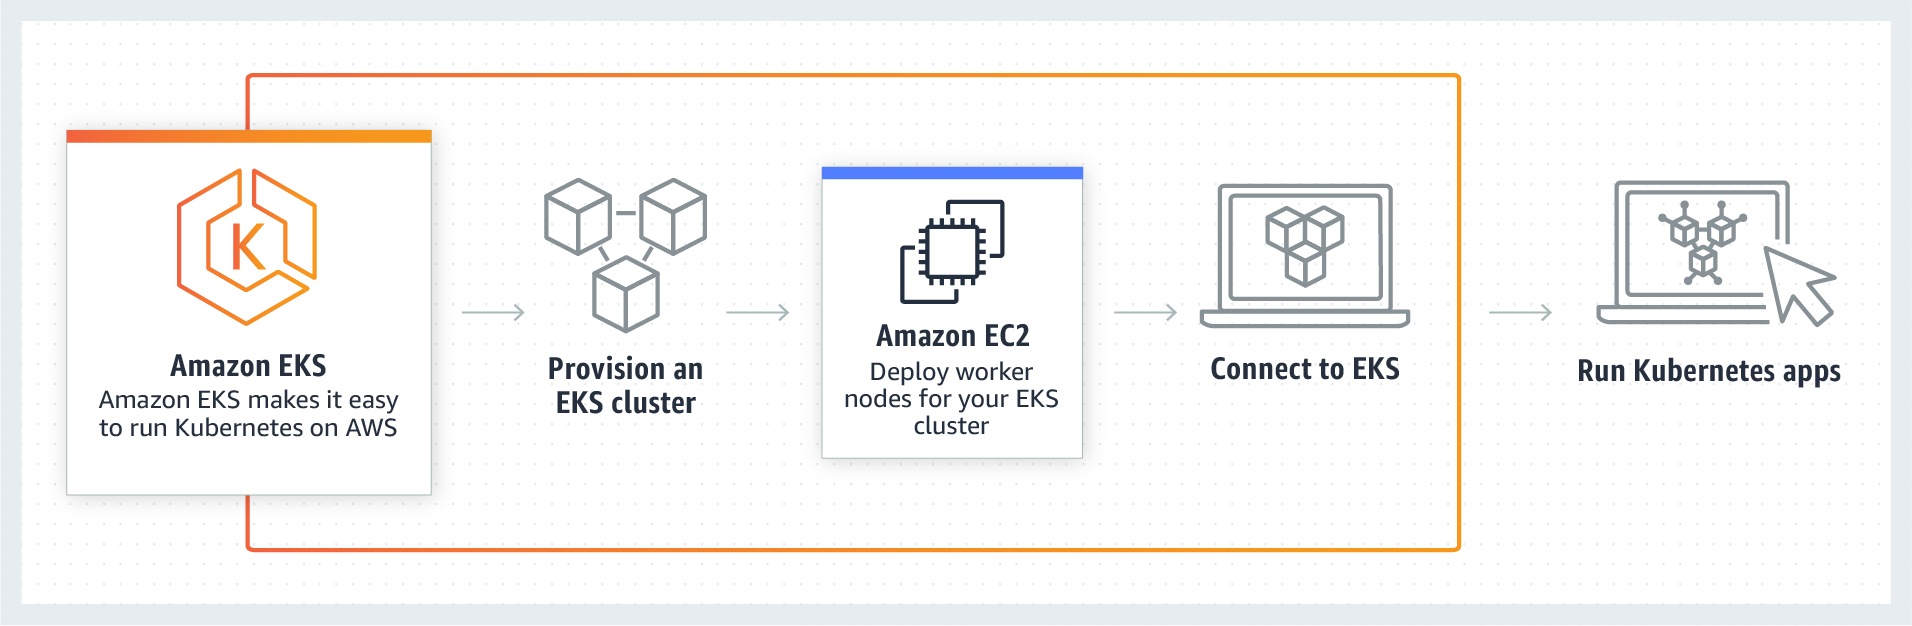 K
Amazon EKS
Amazon EKS makes it easy
to run Kubernetes on AWS
Provision an
EKS cluster
Amazon EC2
Deploy worker
nodes for your EKS
cluster
Connect to EKS
Run Kubernetes apps